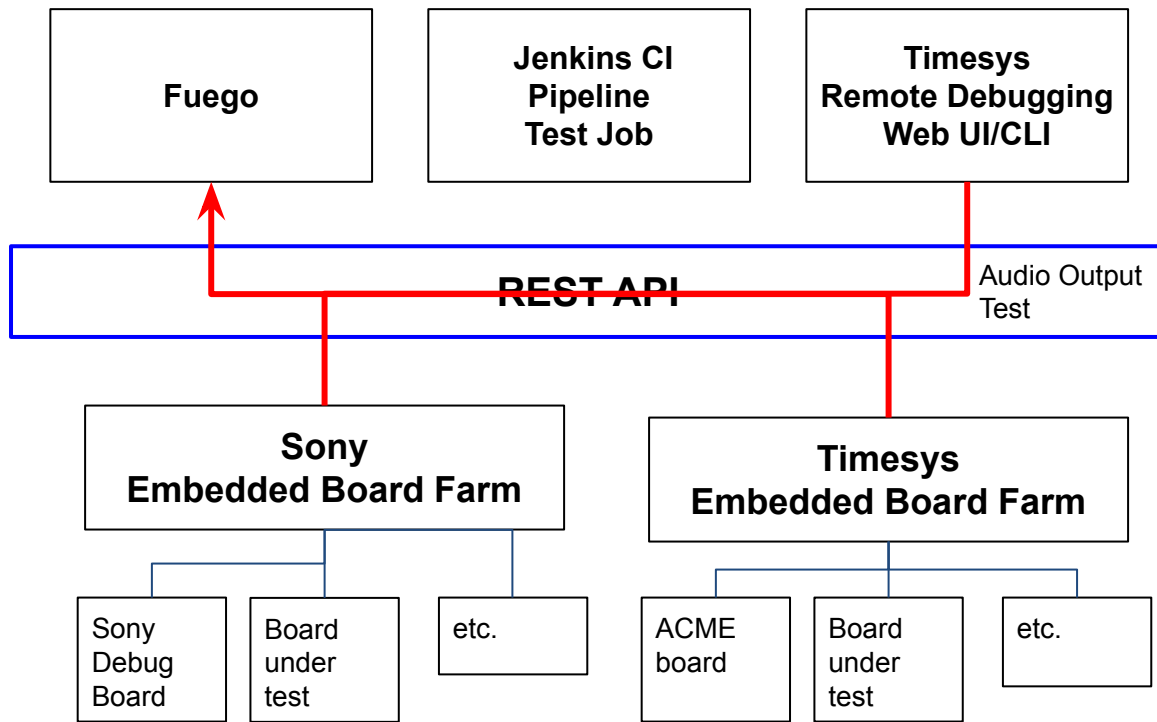 Fuego
Jenkins CI
Pipeline
Test Job
Timesys
Remote Debugging
Web UI/CLI
REST API
Audio Output
Test
Sony
Embedded Board Farm
Timesys
Embedded Board Farm
Sony
Debug
Board
Board
under
test
etc.
ACME
board
Board
under
test
etc.